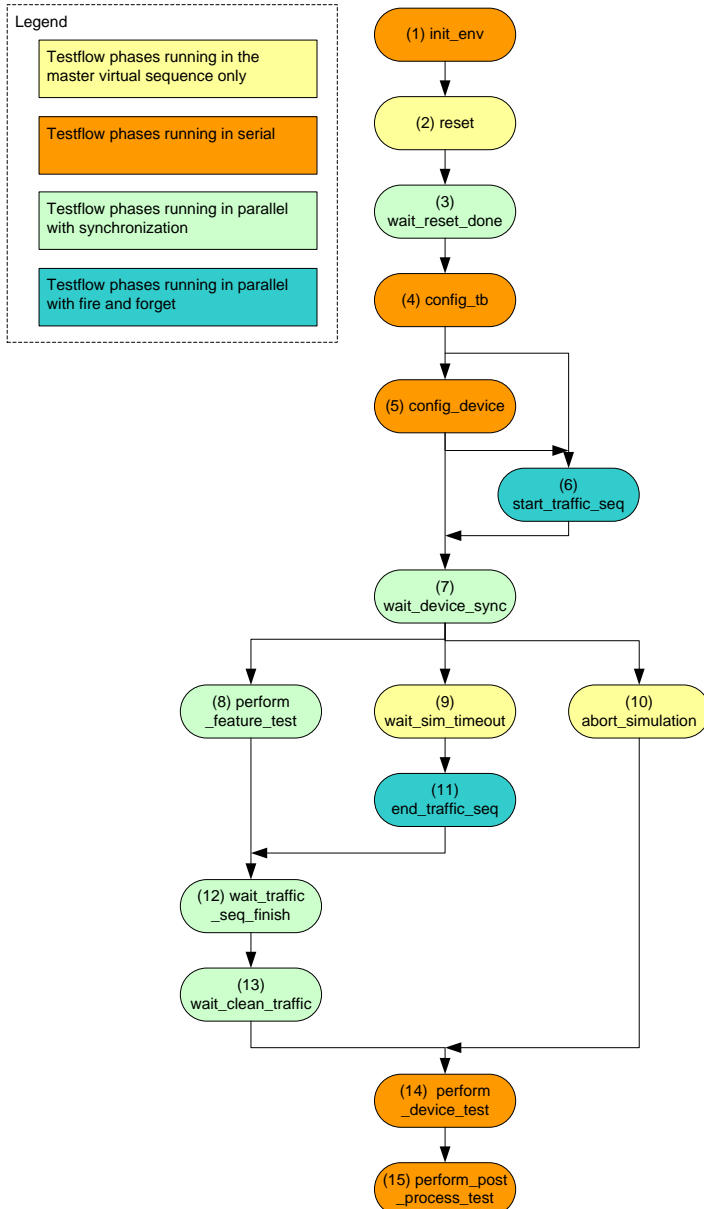 Legend
Testflow phases running in the
master virtual sequence only
Testflow phases running in serial
Testflow phases running in parallel
with synchronization
Testflow phases running in parallel
with fire and forget
(1) init_env
(2) reset
(3)
wait_reset_done
(4) config_tb
(5) config_device
(6)
start_traffic_seq
(7)
wait_device_sync
(8) perform
_feature_test
(9)
wait_sim_timeout
(10)
abort_simulation
(11)
end_traffic_seq
(12) wait_traffic
_seq_finish
(13)
wait_clean_traffic
(14) perform
_device_test
(15) perform_post
_process_test